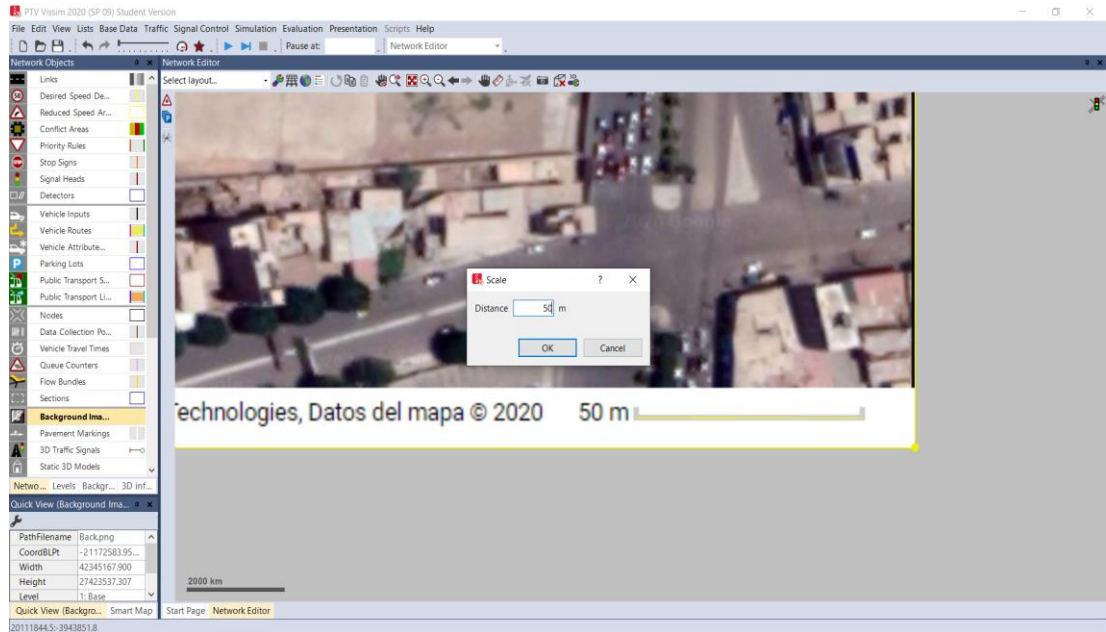 PTV Vissim 2020 (SP 09) Student Version
File Edit View Lists Base Data Traffic Signal Control Simulation Evaluation Presentation Scripts Help
Pause at: Network Editor
Network Objects
Network Editor
Select layout...
Links
Desired Speed De...
Reduced Speed Ar...
Conflict Areas
Priority Rules
Stop Signs
Signal Heads
Detectors
Vehicle Inputs
Vehicle Routes
Vehicle Attribute...
Parking Lots
Public Transport S...
Public Transport Li...
Nodes
Data Collection Po...
Vehicle Travel Times
Queue Counters
Flow Bundles
Sections
Background Ima...
Pavement Markings
3D Traffic Signals
Static 3D Models
Netwo... Levels Backgr... 3D inf...
Scale ? ×
Distance 50 m
OK Cancel
Technologies, Datos del mapa © 2020 50 m
2000 km
Quick View (Background Ima...
PathFilename Back.png
CoordBLPt -21172583.95...
Width 42345167.900
Height 27423537.307
Level 1: Base
Quick View (Backgro... Smart Map
Start Page Network Editor
20111844.5:-3943851.8